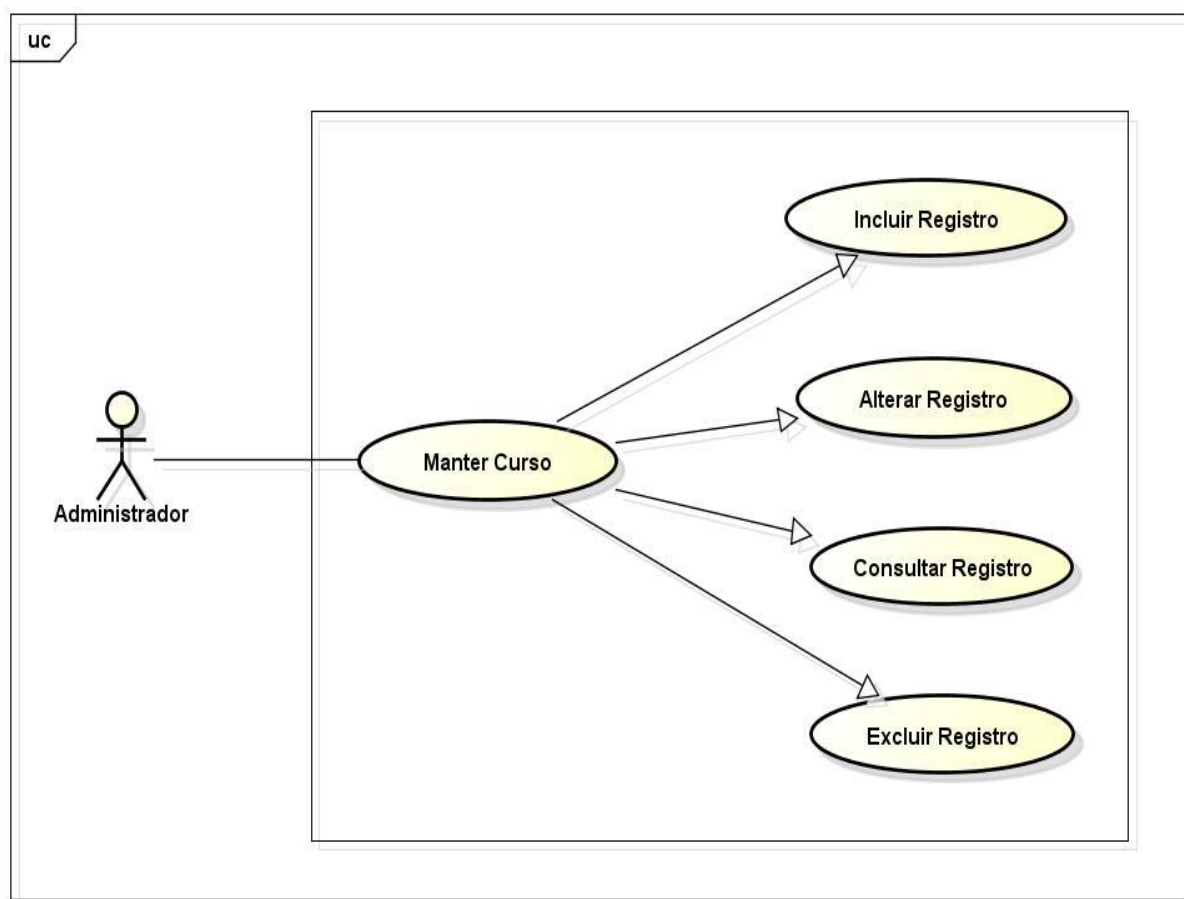 uc
Incluir Registro
Alterar Registro
Manter Curso
Administrador
Consultar Registro
Excluir Registro